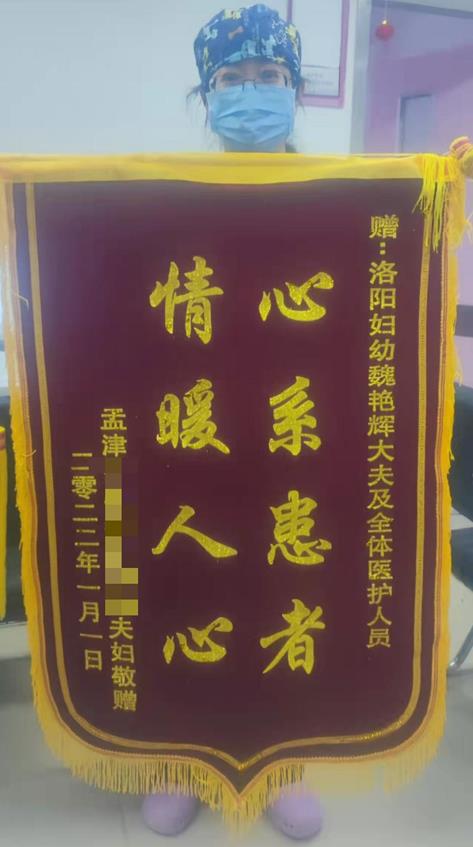 赠：洛阳妇幼魏艳辉大夫及全体医护人员
心系患者
情暖人心
孟津
夫妇敬赠
二零二二年一月一日